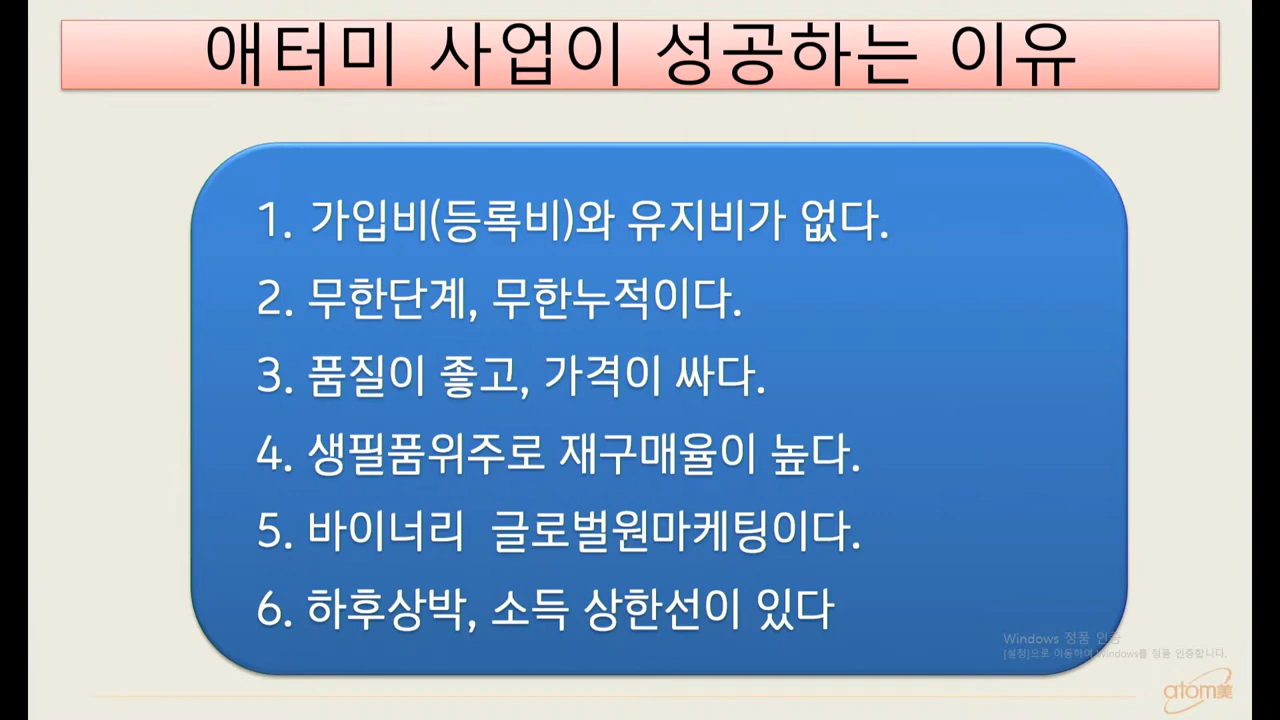 애터미 사업이 성공하는 이유
1. 가입비(등록비)와 유지비가 없다.
2. 무한단계, 무한누적이다.
3. 품질이 좋고, 가격이 싸다.
4. 생필품위주로 재구매율이 높다.
5. 바이너리 글로벌원마케팅이다.
6. 하후상박, 소득 상한선이 있다
Windows 정품 인증
[설정]으로 이동하여 Windows를 정품 인증합니다.
atom美